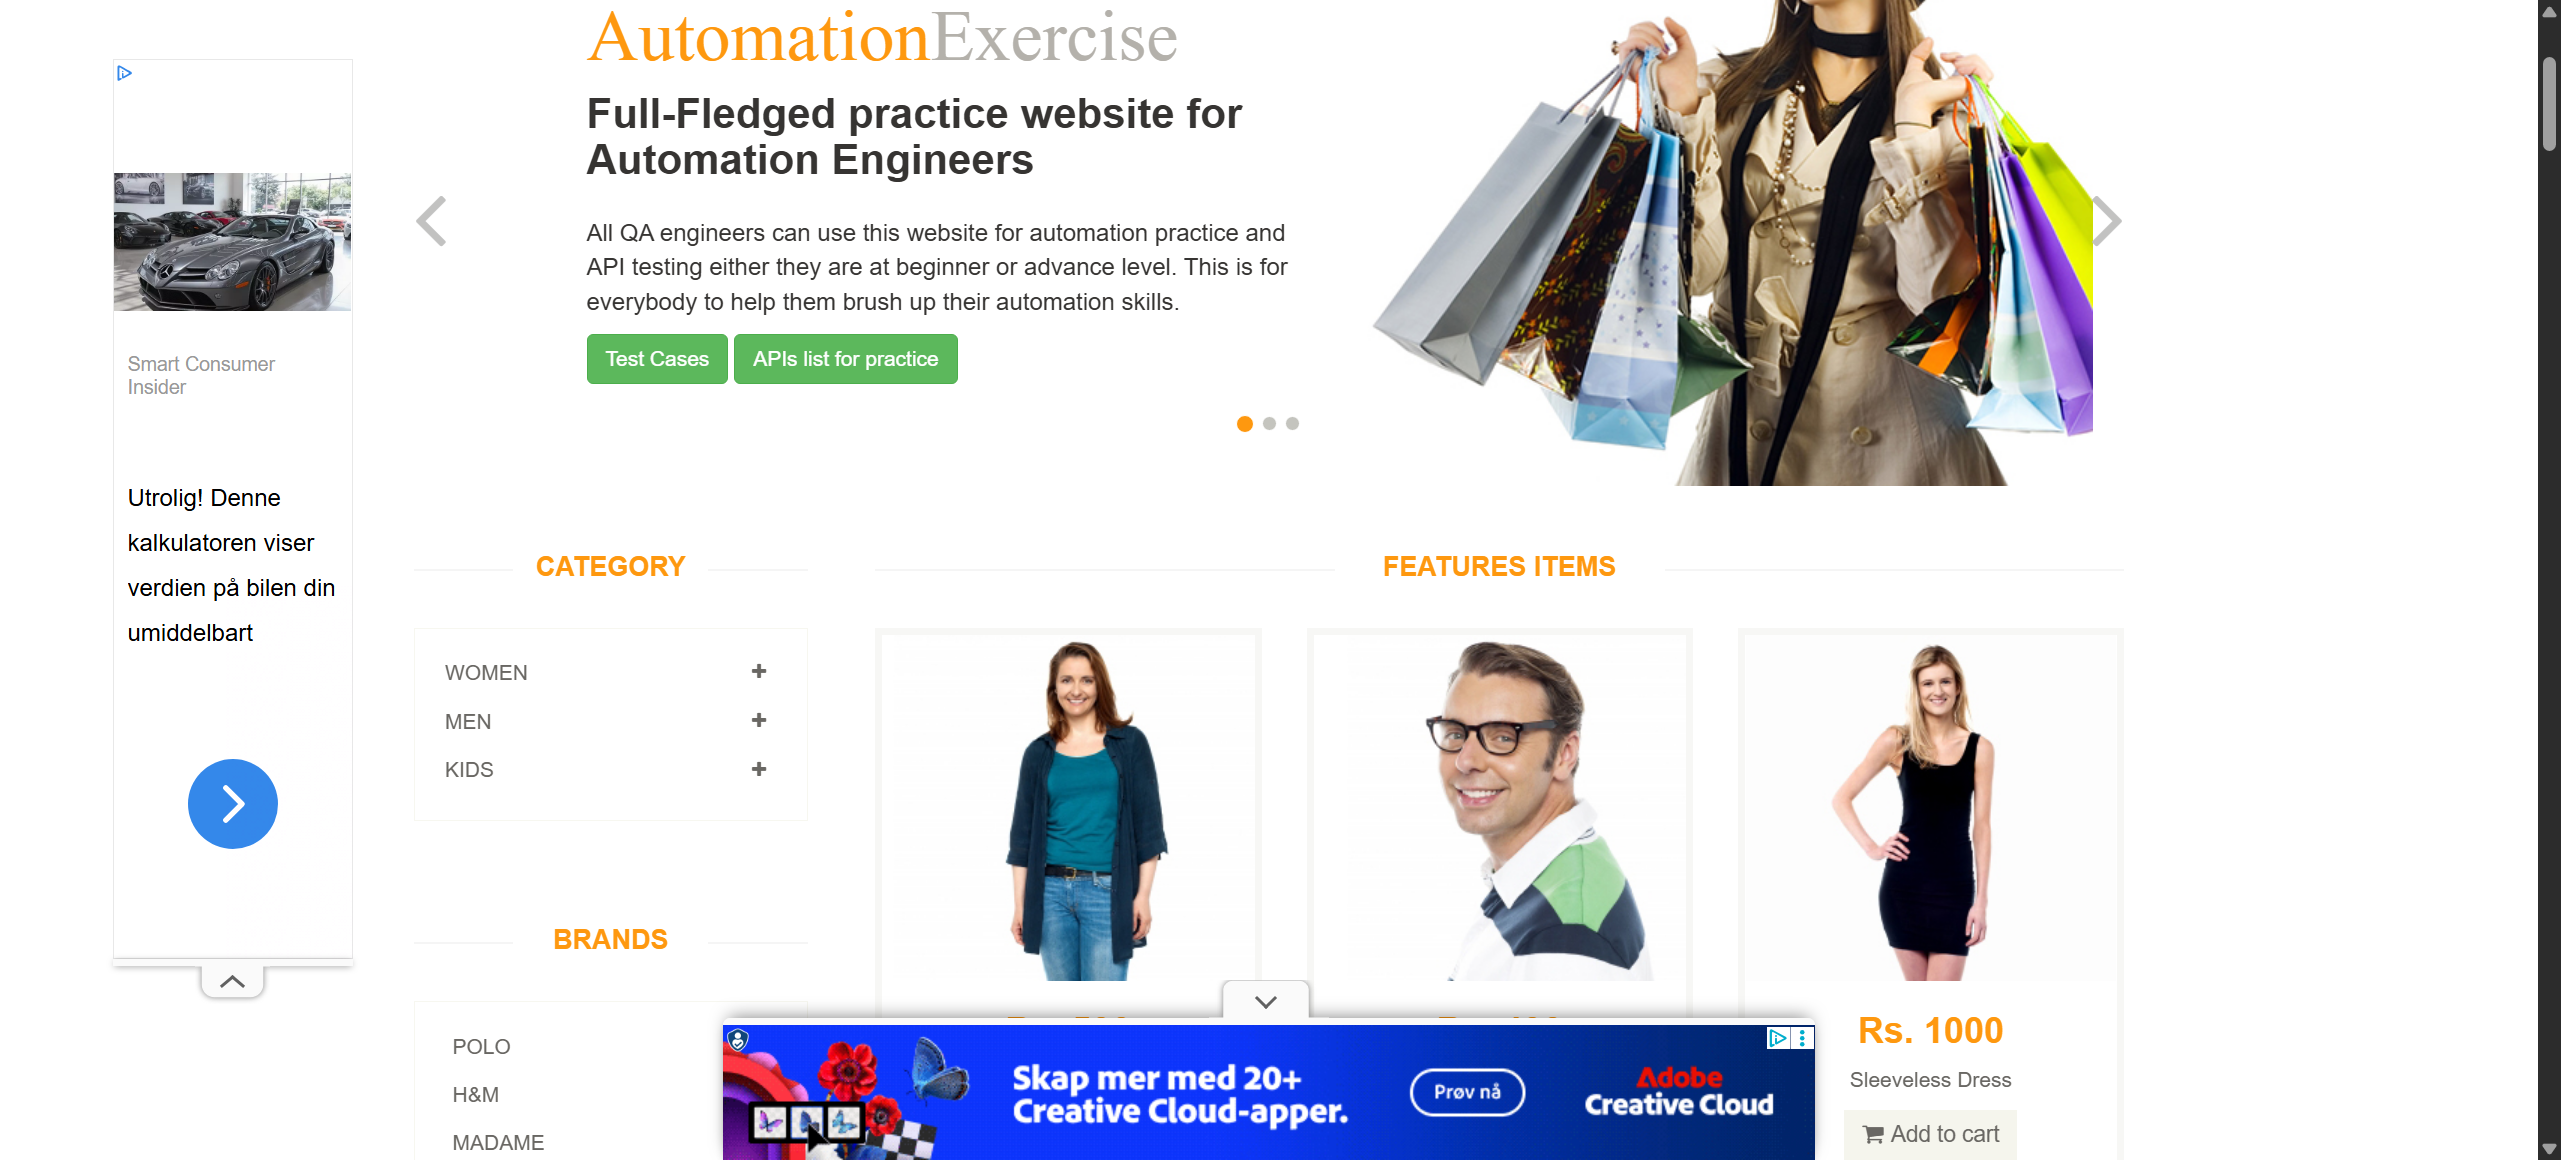 AutomationExercise
Full-Fledged practice website for
Automation Engineers
All QA engineers can use this website for automation practice and
API testing either they are at beginner or advance level. This is for
everybody to help them brush up their automation skills.
Test Cases
APIs list for practice
Smart Consumer
Insider
Utrolig! Denne
kalkulatoren viser
verdien på bilen din
umiddelbart
CATEGORY
WOMEN
MEN
KIDS
BRANDS
POLO
H&M
MADAME
FEATURES ITEMS
Rs. 1000
Sleeveless Dress
Add to cart
Skap mer med 20+
Creative Cloud-apper.
Prøv nå
Adobe
Creative Cloud